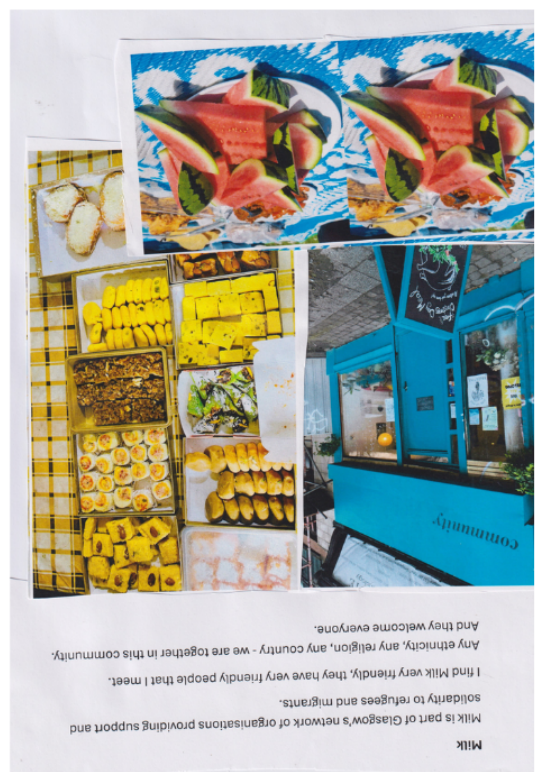 Milk
Milk is part of Glasgow's network of organisations providing support and
solidarity to refugees and migrants.
I find Milk very friendly, they have very friendly people that I meet.
Any ethnicity, any religion, any country - we are together in this community.
And they welcome everyone.
community.